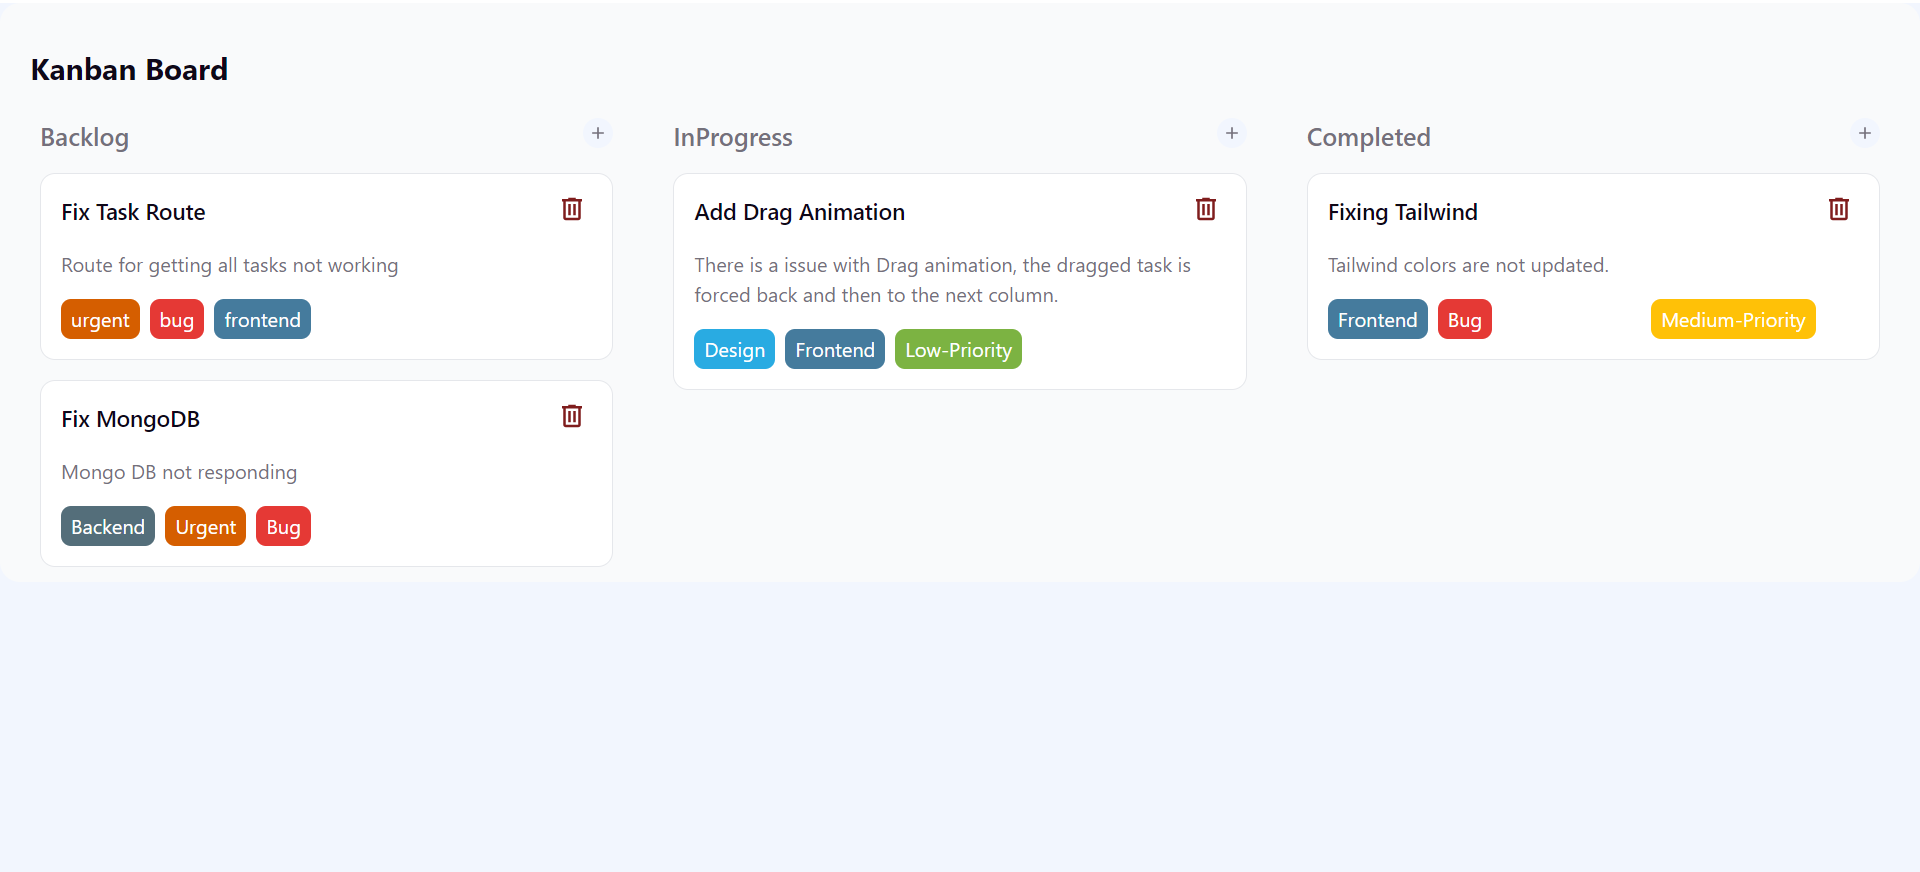 Kanban Board
Backlog
+
Fix Task Route
Route for getting all tasks not working
urgent bug frontend
Fix MongoDB
Mongo DB not responding
Backend Urgent Bug
InProgress
+
Add Drag Animation
There is a issue with Drag animation, the dragged task is
forced back and then to the next column.
Design Frontend Low-Priority
Completed
+
Fixing Tailwind
Tailwind colors are not updated.
Frontend Bug Medium-Priority